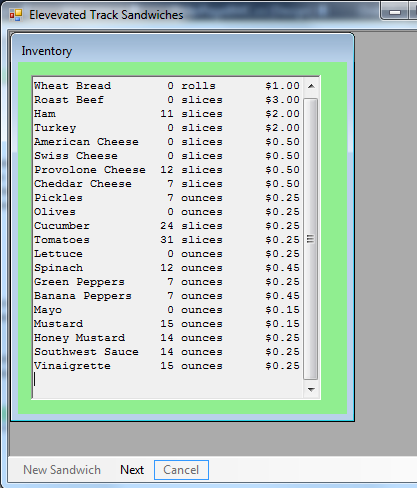 Elevevated Track Sandwiches
Inventory
Wheat Bread 0 rolls $1.00
Roast Beef 0 slices $3.00
Ham 11 slices $2.00
Turkey 0 slices $2.00
American Cheese 0 slices $0.50
Swiss Cheese 0 slices $0.50
Provolone Cheese 12 slices $0.50
Cheddar Cheese 7 slices $0.50
Pickles 7 ounces $0.25
Olives 0 ounces $0.25
Cucumber 24 slices $0.25
Tomatoes 31 slices $0.25
Lettuce 0 ounces $0.25
Spinach 12 ounces $0.45
Green Peppers 7 ounces $0.25
Banana Peppers 7 ounces $0.45
Mayo 0 ounces $0.15
Mustard 15 ounces $0.15
Honey Mustard 14 ounces $0.25
Southwest Sauce 14 ounces $0.25
Vinaigrette 15 ounces $0.25
New Sandwich Next Cancel